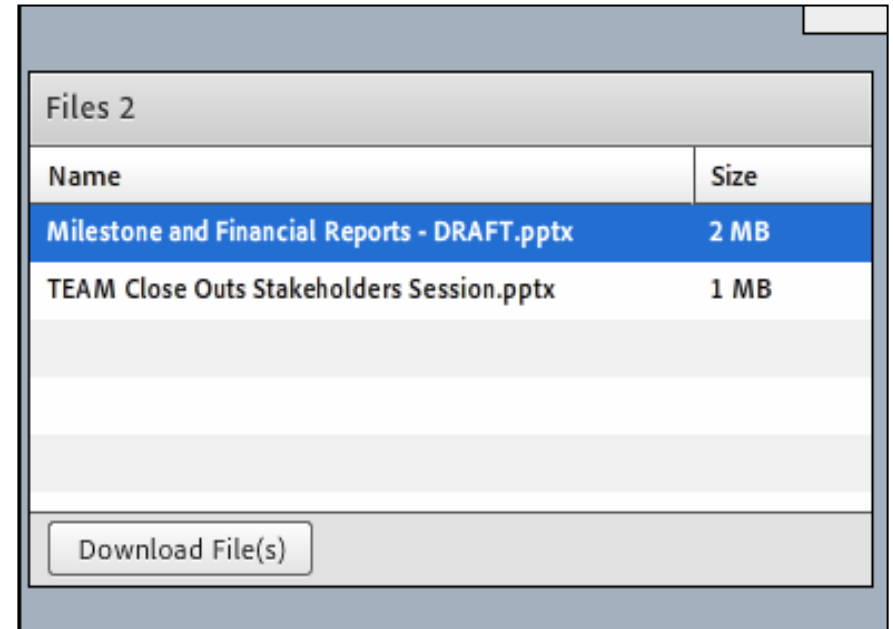 Files 2
Name Size
Milestone and Financial Reports - DRAFT.pptx 2 MB
TEAM Close Outs Stakeholders Session.pptx 1 MB
Download File(s)